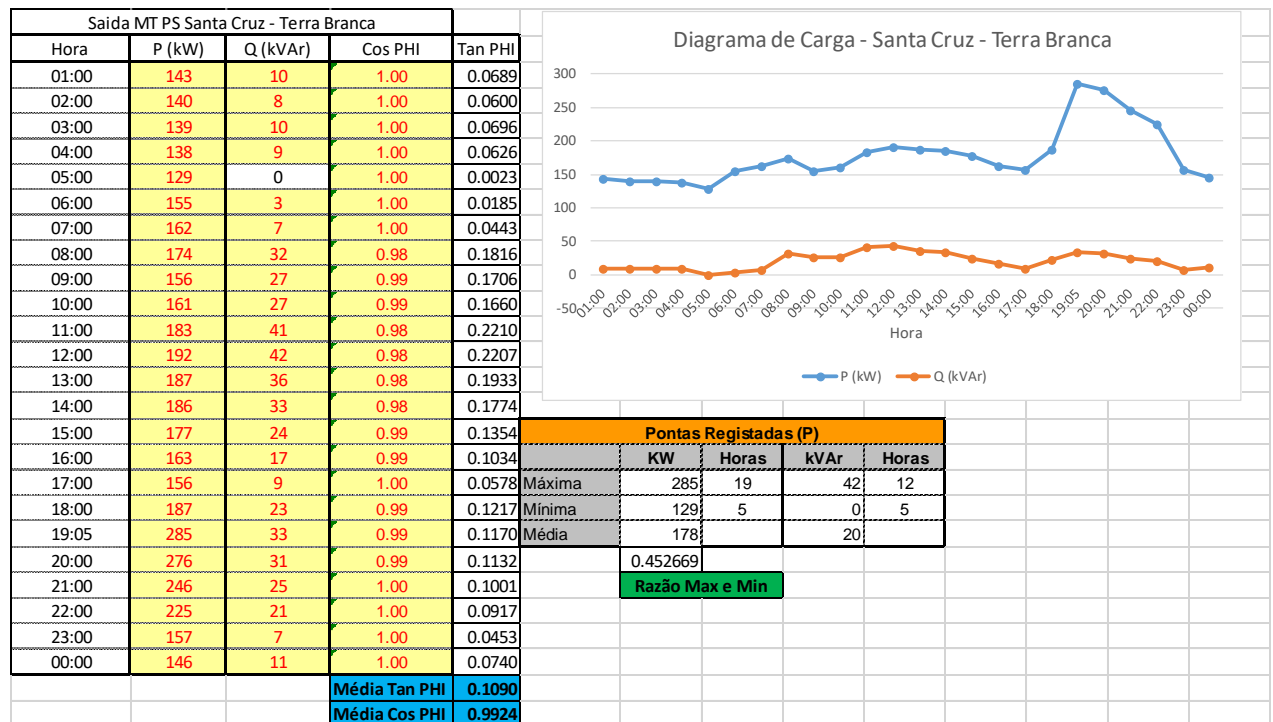 Saida MT PS Santa Cruz - Terra Branca
Hora P (kW) Q (kVAr) Cos PHI Tan PHI
01:00 143 10 1.00 0.0689
02:00 140 8 1.00 0.0600
03:00 139 10 1.00 0.0696
04:00 138 9 1.00 0.0626
05:00 129 0 1.00 0.0023
06:00 155 3 1.00 0.0185
07:00 162 7 1.00 0.0443
08:00 174 32 0.98 0.1816
09:00 156 27 0.99 0.1706
10:00 161 27 0.99 0.1660
11:00 183 41 0.98 0.2210
12:00 192 42 0.98 0.2207
13:00 187 36 0.98 0.1933
14:00 186 33 0.98 0.1774
15:00 177 24 0.99 0.1354
16:00 163 17 0.99 0.1034
17:00 156 9 1.00 0.0578
18:00 187 23 0.99 0.1217
19:05 285 33 0.99 0.1170
20:00 276 31 0.99 0.1132
21:00 246 25 1.00 0.1001
22:00 225 21 1.00 0.0917
23:00 157 7 1.00 0.0453
00:00 146 11 1.00 0.0740
Média Tan PHI 0.1090
Média Cos PHI 0.9924
Diagrama de Carga - Santa Cruz - Terra Branca
300
250
200
150
100
50
0
-50
01:00 02:00 03:00 04:00 05:00 06:00 07:00 08:00 09:00 10:00 11:00 12:00 13:00 14:00 15:00 16:00 17:00 18:00 19:05 20:00 21:00 22:00 23:00 00:00
Hora
P (kW) Q (kVAr)
Pontas Registadas (P)
KW Horas kVAr Horas
Máxima 285 19 42 12
Mínima 129 5 0 5
Média 178 20
0.452669
Razão Max e Min